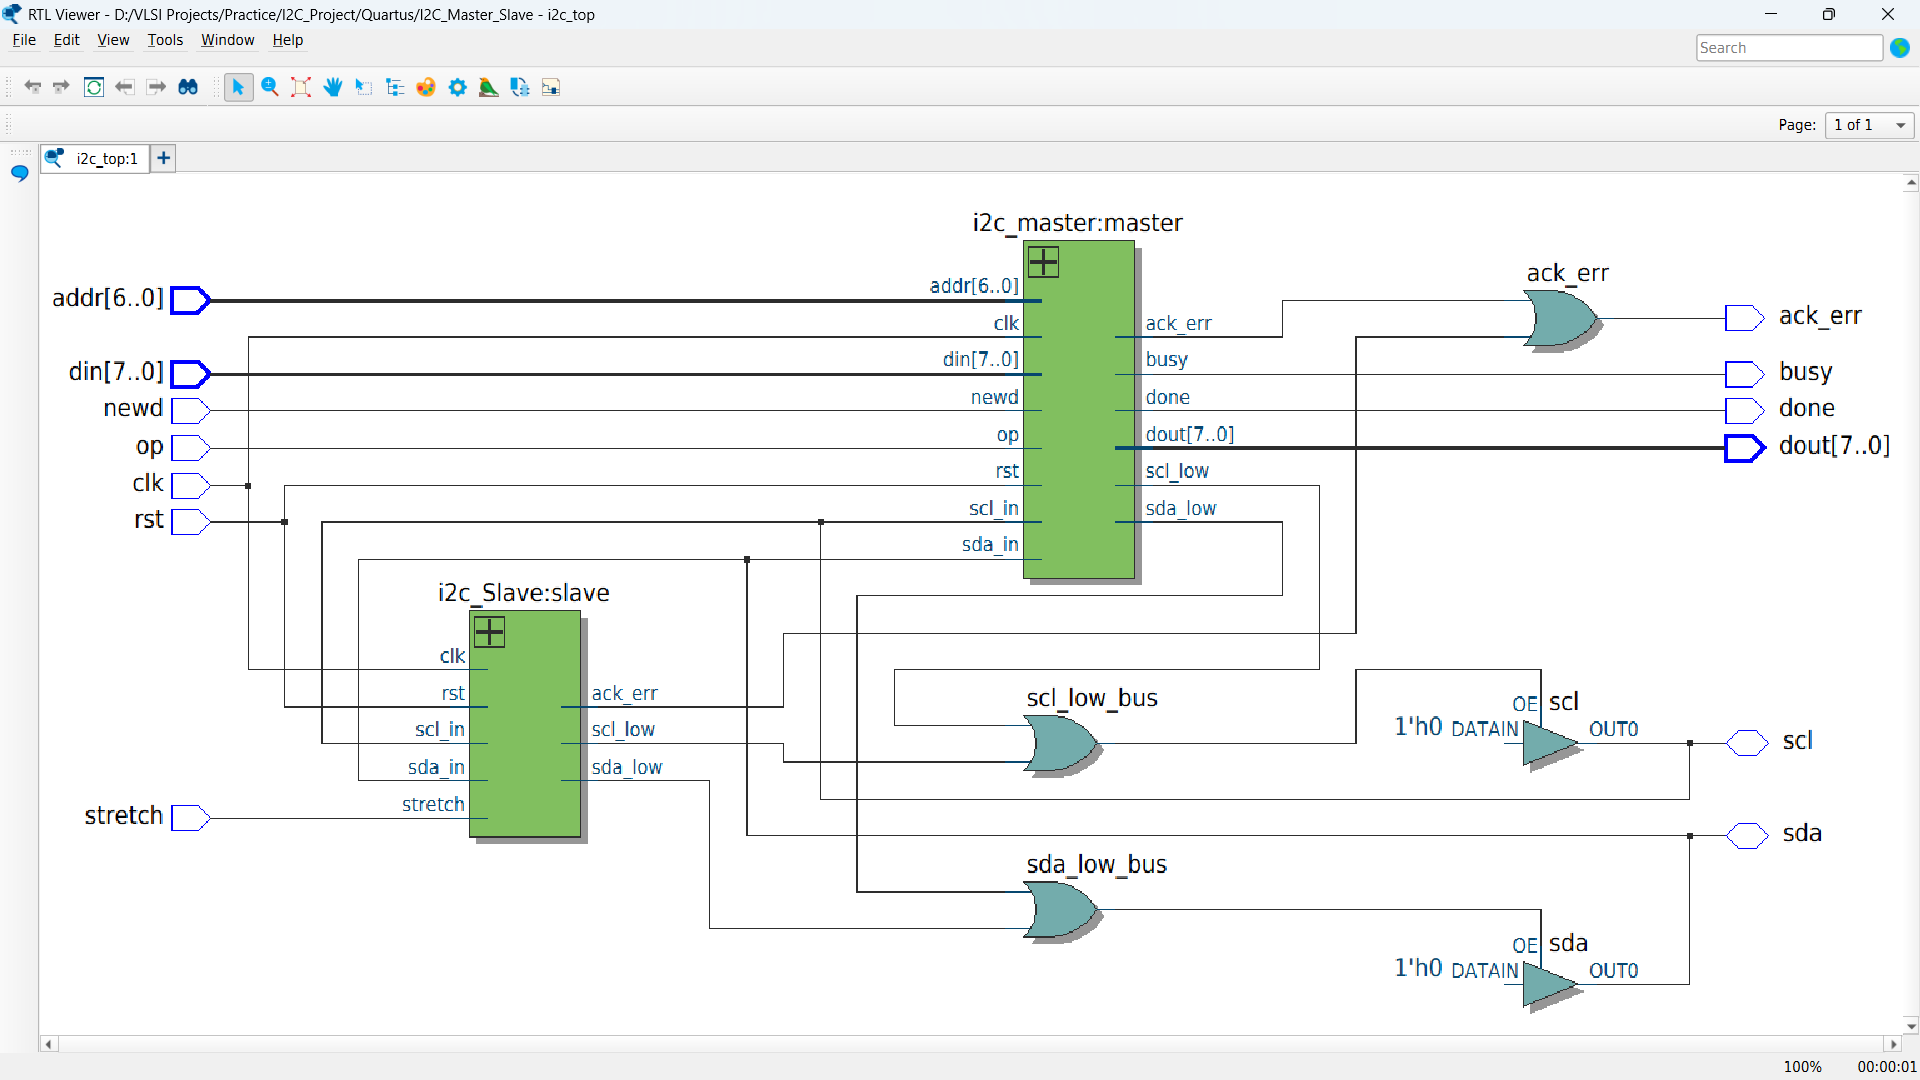 RTL Viewer - D:/VLSI Projects/Practice/I2C_Project/Quartus/I2C_Master_Slave - i2c_top
File Edit View Tools Window Help
Search
Page: 1 of 1
i2c_top:1
i2c_master:master
addr[6..0]
addr[6..0]
clk
din[7..0]
din[7..0]
newd
newd
op
op
clk
rst
rst
scl_in
sda_in
ack_err
busy
done
dout[7..0]
scl_low
sda_low
ack_err
ack_err
busy
done
dout[7..0]
i2c_Slave:slave
clk
rst
scl_in
sda_in
stretch
stretch
ack_err
scl_low
sda_low
scl_low_bus
OE scl
1'h0 DATAIN OUT0
scl
sda
sda_low_bus
OE sda
1'h0 DATAIN OUT0
100% 00:00:01